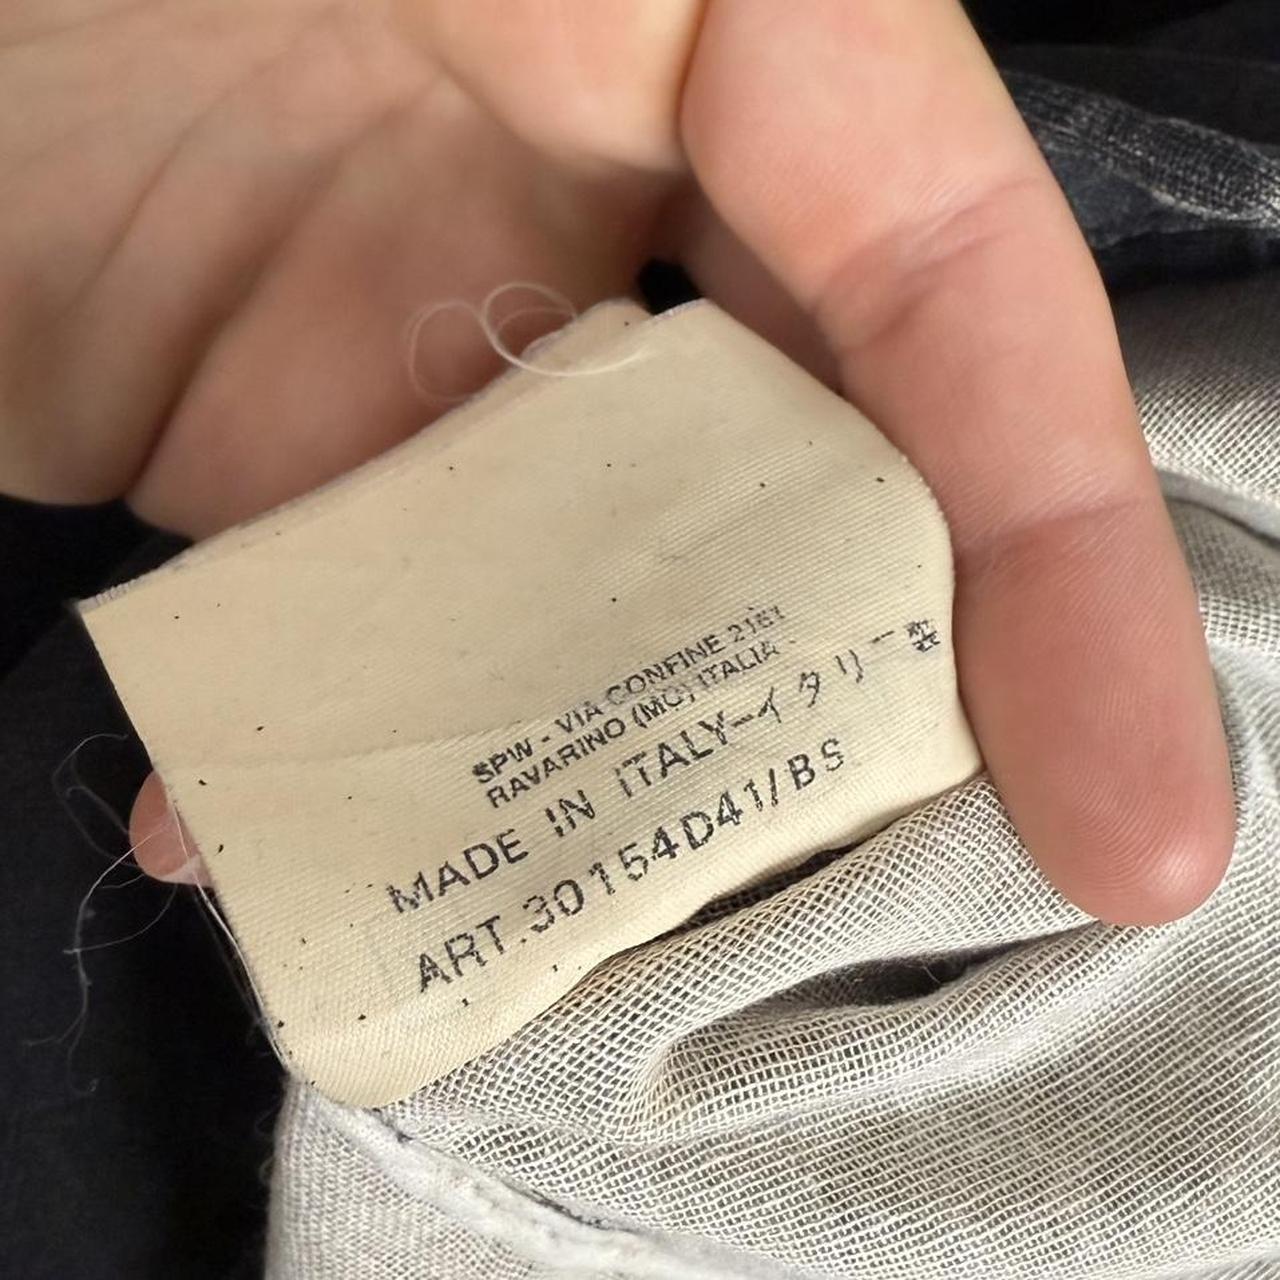 SPW - VIA CONFINE 2161
RAVARINO (MO) ITALIA
MADE IN ITALY-イタリー製
ART.30154D41/BS